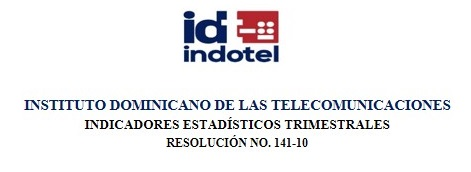 id
indotel
INSTITUTO DOMINICANO DE LAS TELECOMUNICACIONES
INDICADORES ESTADÍSTICOS TRIMESTRALES
RESOLUCIÓN NO. 141-10